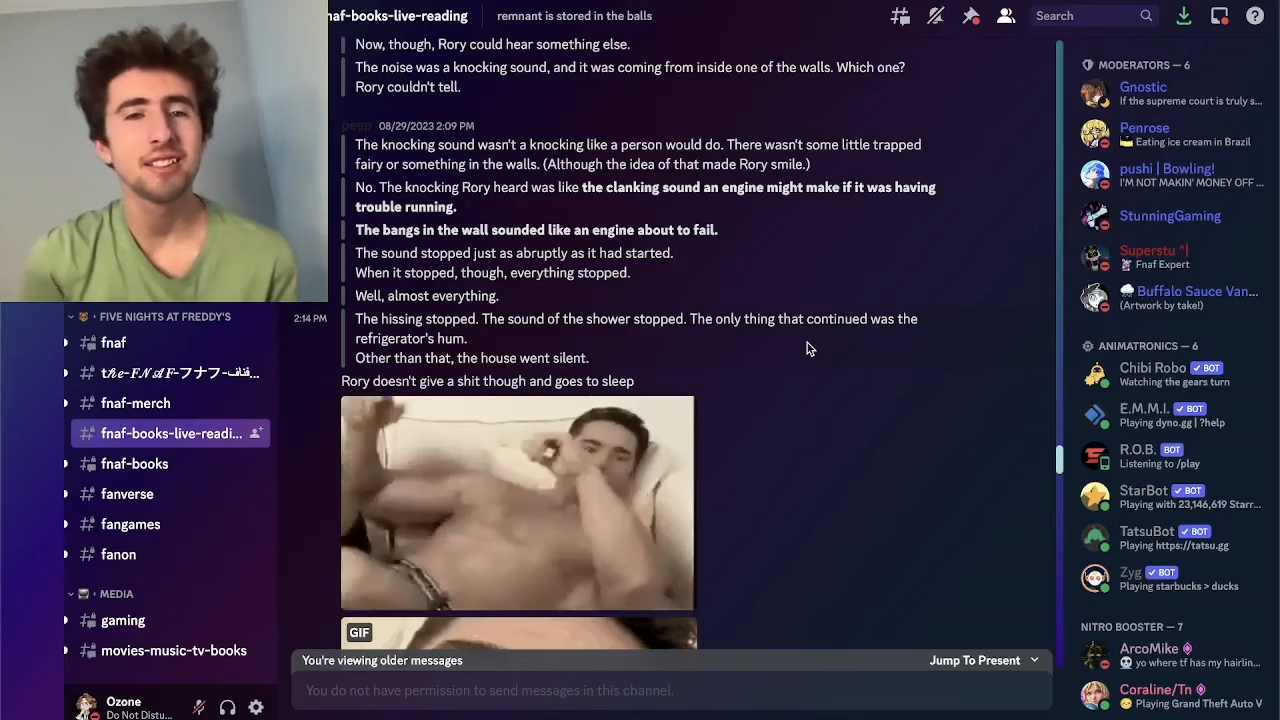 naf-books-live-reading
remnant is stored in the balls
Search
Now, though, Rory could hear something else.
The noise was a knocking sound, and it was coming from inside one of the walls. Which one?
Rory couldn't tell.
peep 08/29/2023 2:09 PM
The knocking sound wasn't a knocking like a person would do. There wasn't some little trapped
fairy or something in the walls. (Although the idea of that made Rory smile.)
No. The knocking Rory heard was like the clanking sound an engine might make if it was having
trouble running.
The bangs in the wall sounded like an engine about to fail.
The sound stopped just as abruptly as it had started.
When it stopped, though, everything stopped.
Well, almost everything.
2:14 PM
The hissing stopped. The sound of the shower stopped. The only thing that continued was the
refrigerator's hum.
Other than that, the house went silent.
Rory doesn't give a shit though and goes to sleep
GIF
You're viewing older messages
Jump To Present
You do not have permission to send messages in this channel.
FIVE NIGHTS AT FREDDY'S
fnaf
fnaf-merch
fnaf-books-live-readi...
fnaf-books
fanverse
fangames
fanon
MEDIA
gaming
movies-music-tv-books
Ozone
Do Not Distu...
MODERATORS — 6
Gnostic
If the supreme court is truly s...
Penrose
Eating ice cream in Brazil
pushi | Bowling!
I'M NOT MAKIN' MONEY OFF ...
StunningGaming
Superstu ^|
Fnaf Expert
Buffalo Sauce Van...
(Artwork by take!)
ANIMATRONICS — 6
Chibi Robo ✓ BOT
Watching the gears turn
E.M.M.I. ✓ BOT
Playing dyno.gg | ?help
R.O.B. BOT
Listening to /play
StarBot ✓ BOT
Playing with 23,146,619 Starr...
TatsuBot ✓ BOT
Playing https://tatsu.gg
Zyg ✓ BOT
Playing starbucks > ducks
NITRO BOOSTER — 7
ArcoMike
yo where tf has my hairlin...
Coraline/Tn
Playing Grand Theft Auto V